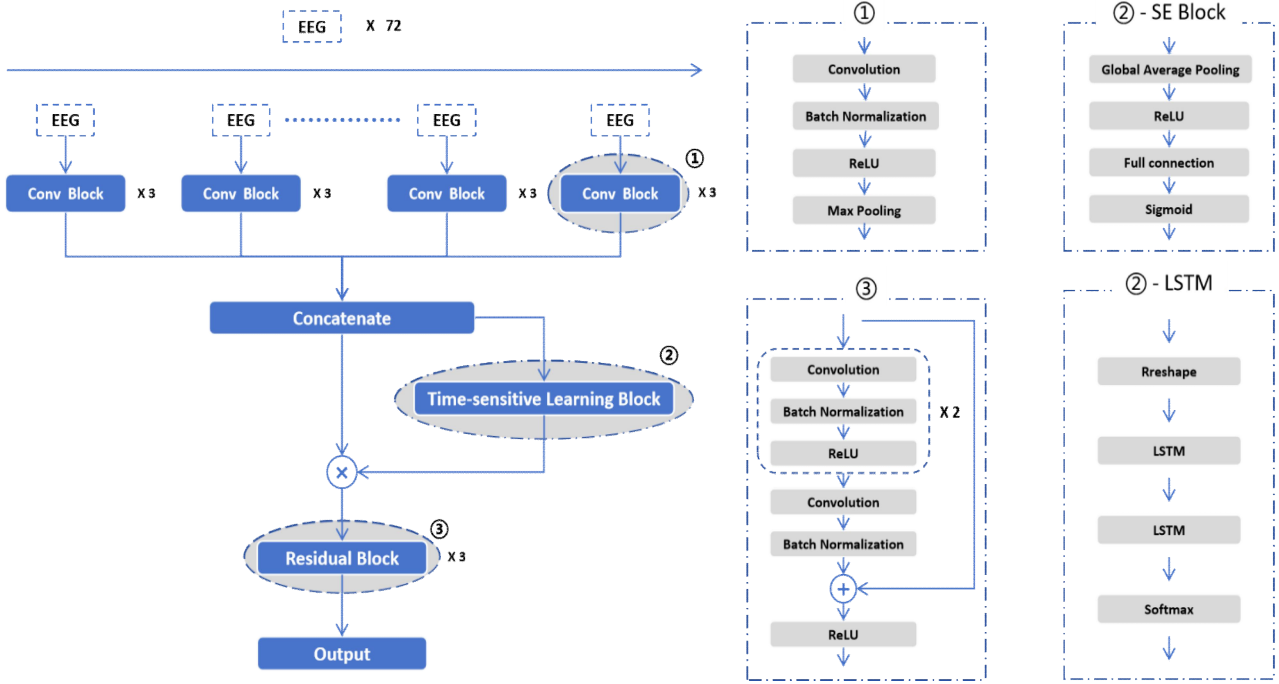 EEG X 72
EEG EEG EEG EEG
①
Conv Block X 3 Conv Block X 3 Conv Block X 3 Conv Block X 3
Concatenate
②
Time-sensitive Learning Block
×
③
Residual Block X 3
Output
①
Convolution
Batch Normalization
ReLU
Max Pooling
② - SE Block
Global Average Pooling
ReLU
Full connection
Sigmoid
③
Convolution
Batch Normalization
X 2
ReLU
Convolution
Batch Normalization
+
ReLU
② - LSTM
Rreshape
LSTM
LSTM
Softmax